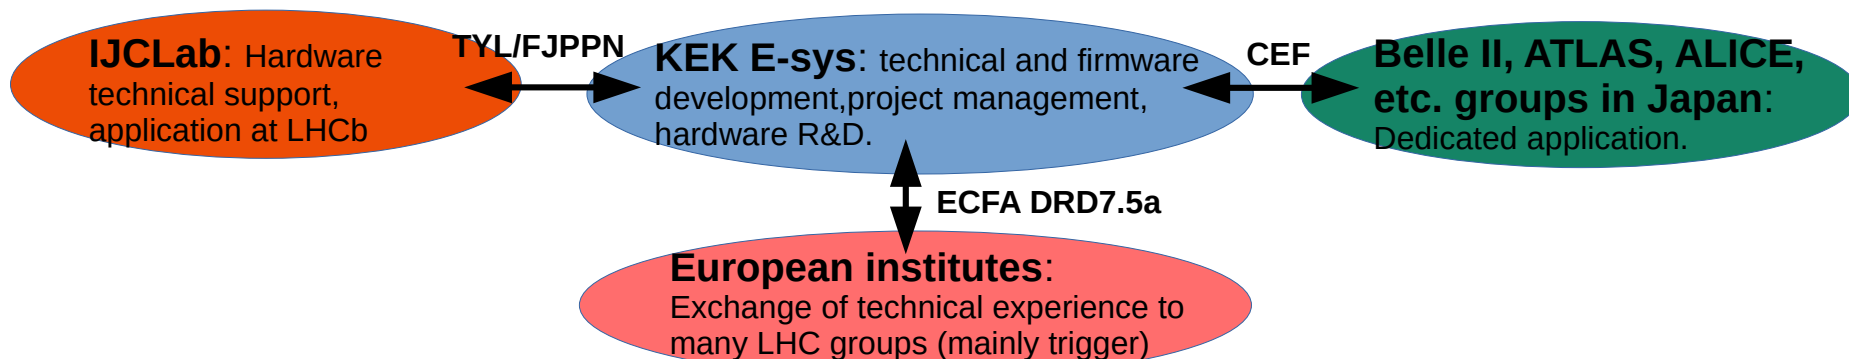 IJCLab: Hardware
technical support,
application at LHCb
TYL/FJPPN
KEK E-sys: technical and firmware
development,project management,
hardware R&D.
CEF
Belle II, ATLAS, ALICE,
etc. groups in Japan:
Dedicated application.
ECFA DRD7.5a
European institutes:
Exchange of technical experience to
many LHC groups (mainly trigger)